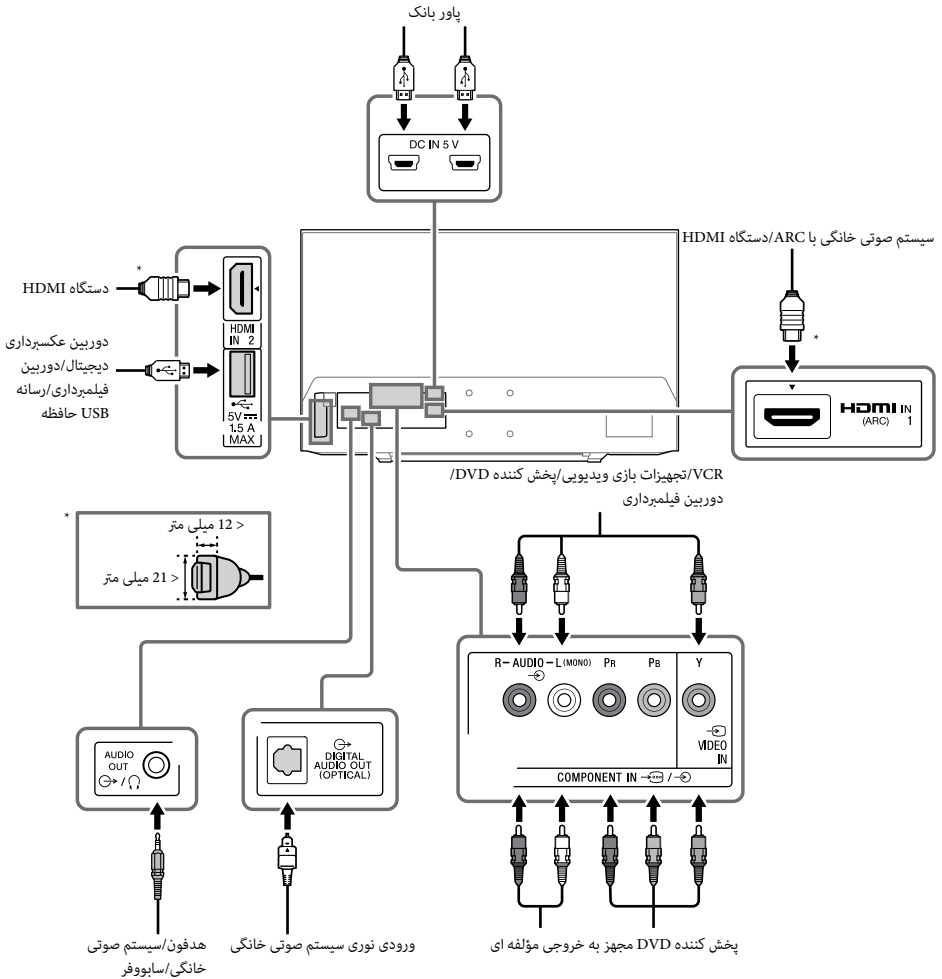 پاور بانک
DC IN 5 V
سیستم صوتی خانگی با ARC/دستگاه HDMI
*
HDMI IN
(ARC) 1
*
دستگاه HDMI
HDMI
IN 2
دوربین عکسبرداری
دیجیتال/دوربین
فیلمبرداری/رسانه
حافظه USB
5V
1.5 A
MAX
VCR/تجهیزات بازی ویدیویی/پخش کننده DVD/
دوربین فیلمبرداری
*
< 12 میلی متر
< 21 میلی متر
R– AUDIO –L (MONO) PR PB Y
VIDEO
IN
COMPONENT IN /
AUDIO
OUT
/
DIGITAL
AUDIO OUT
(OPTICAL)
هدفون/سیستم صوتی
خانگی/سابووفر
ورودی نوری سیستم صوتی خانگی
پخش کننده DVD مجهز به خروجی مؤلفه ای